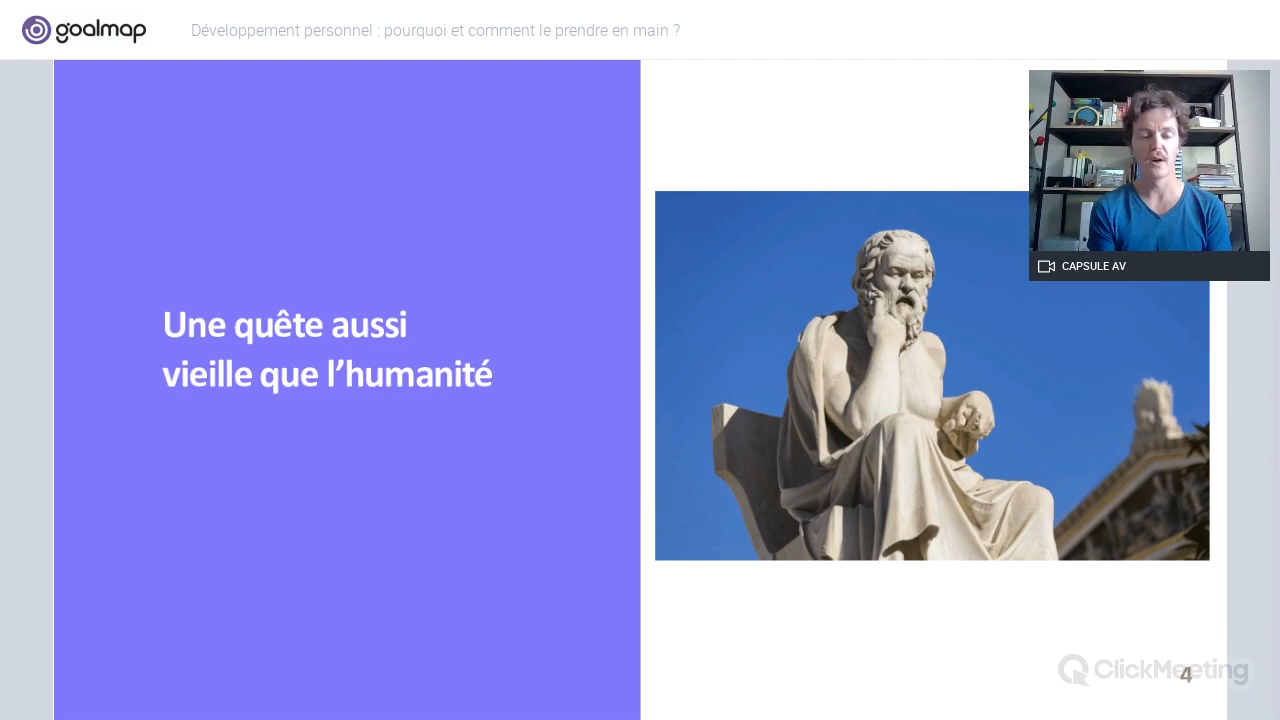 goalmap
Développement personnel : pourquoi et comment le prendre en main ?
CAPSULE AV
Une quête aussi
vieille que l’humanité
ClickMeeting
4